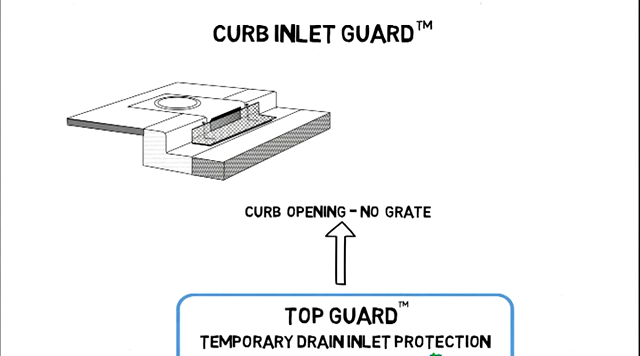 CURB INLET GUARD™
CURB OPENING - NO GRATE
TOP GUARD™
TEMPORARY DRAIN INLET PROTECTION